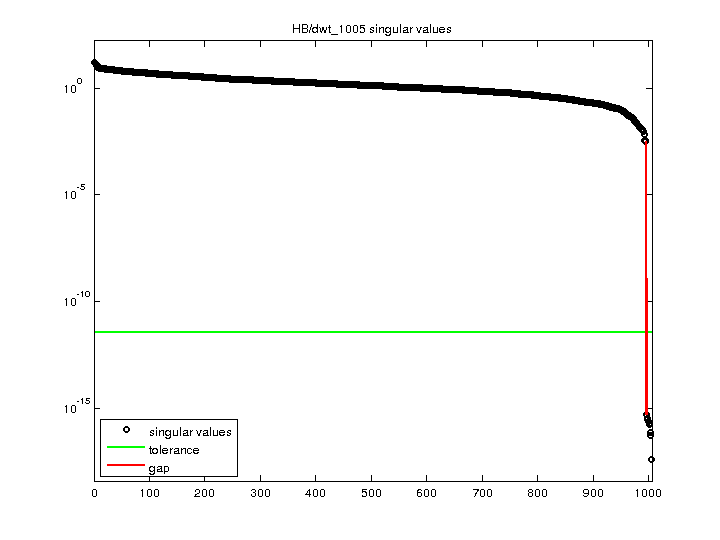 HB/dwt_1005 singular values
10^0
10^-5
10^-10
10^-15
singular values
tolerance
gap
0 100 200 300 400 500 600 700 800 900 1000